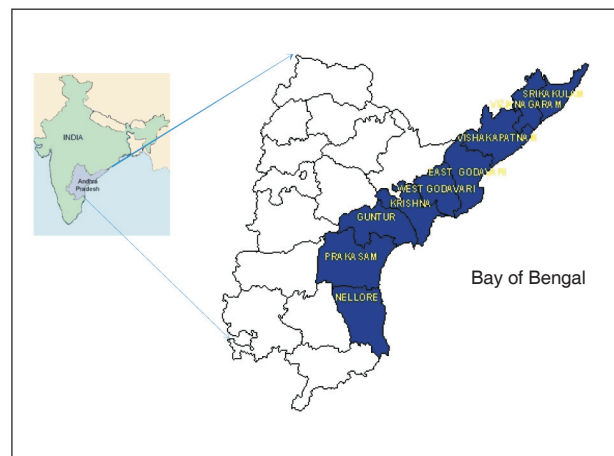 INDIA
Andhra
Pradesh
SRIKAKULAM
VIZIANAGARAM
VISHAKAPATNAM
EAST GODAVARI
WEST GODAVARI
KRISHNA
GUNTUR
PRAKASAM
NELLORE
Bay of Bengal